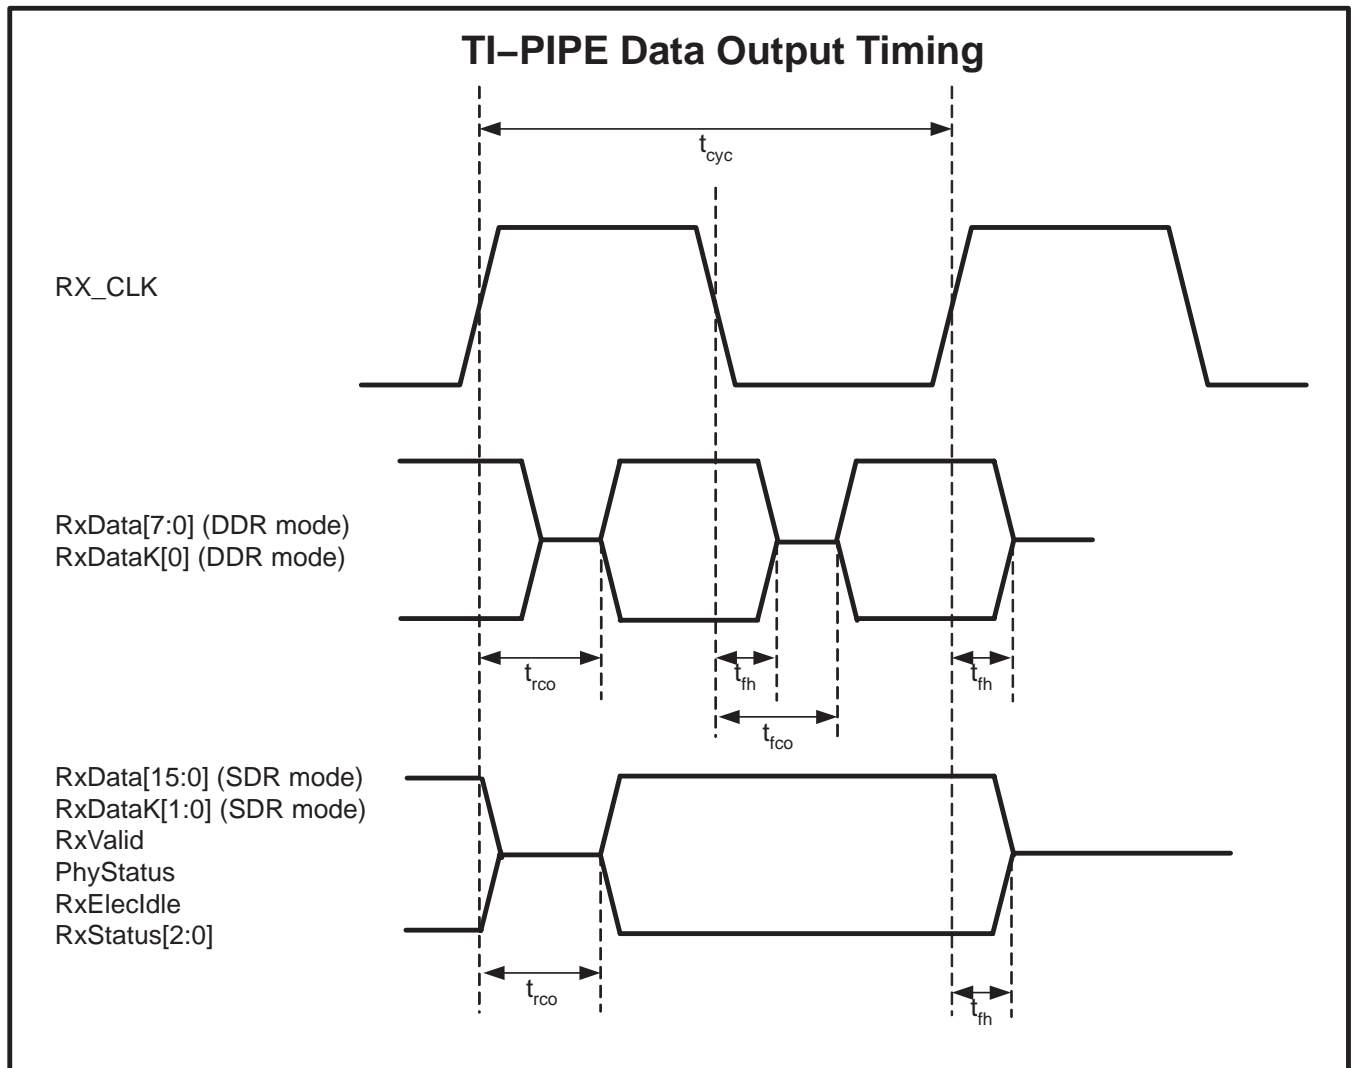 TI–PIPE Data Output Timing
tcyc
RX_CLK
RxData[7:0] (DDR mode)
RxDataK[0] (DDR mode)
trco
tfh
tfh
tfco
RxData[15:0] (SDR mode)
RxDataK[1:0] (SDR mode)
RxValid
PhyStatus
RxElecIdle
RxStatus[2:0]
trco
tfh